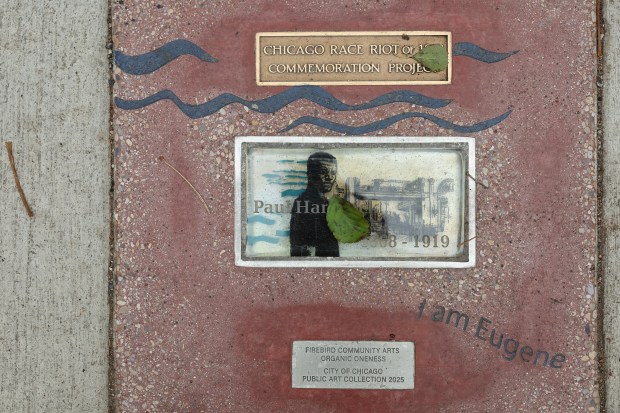 CHICAGO RACE RIOT OF
COMMEMORATION
Paul
- 1919
I am Eugene
FIREBIRD COMMUNITY ARTS
ORGANIC ONENESS
CITY OF CHICAGO
PUBLIC ART COLLECTION 2025